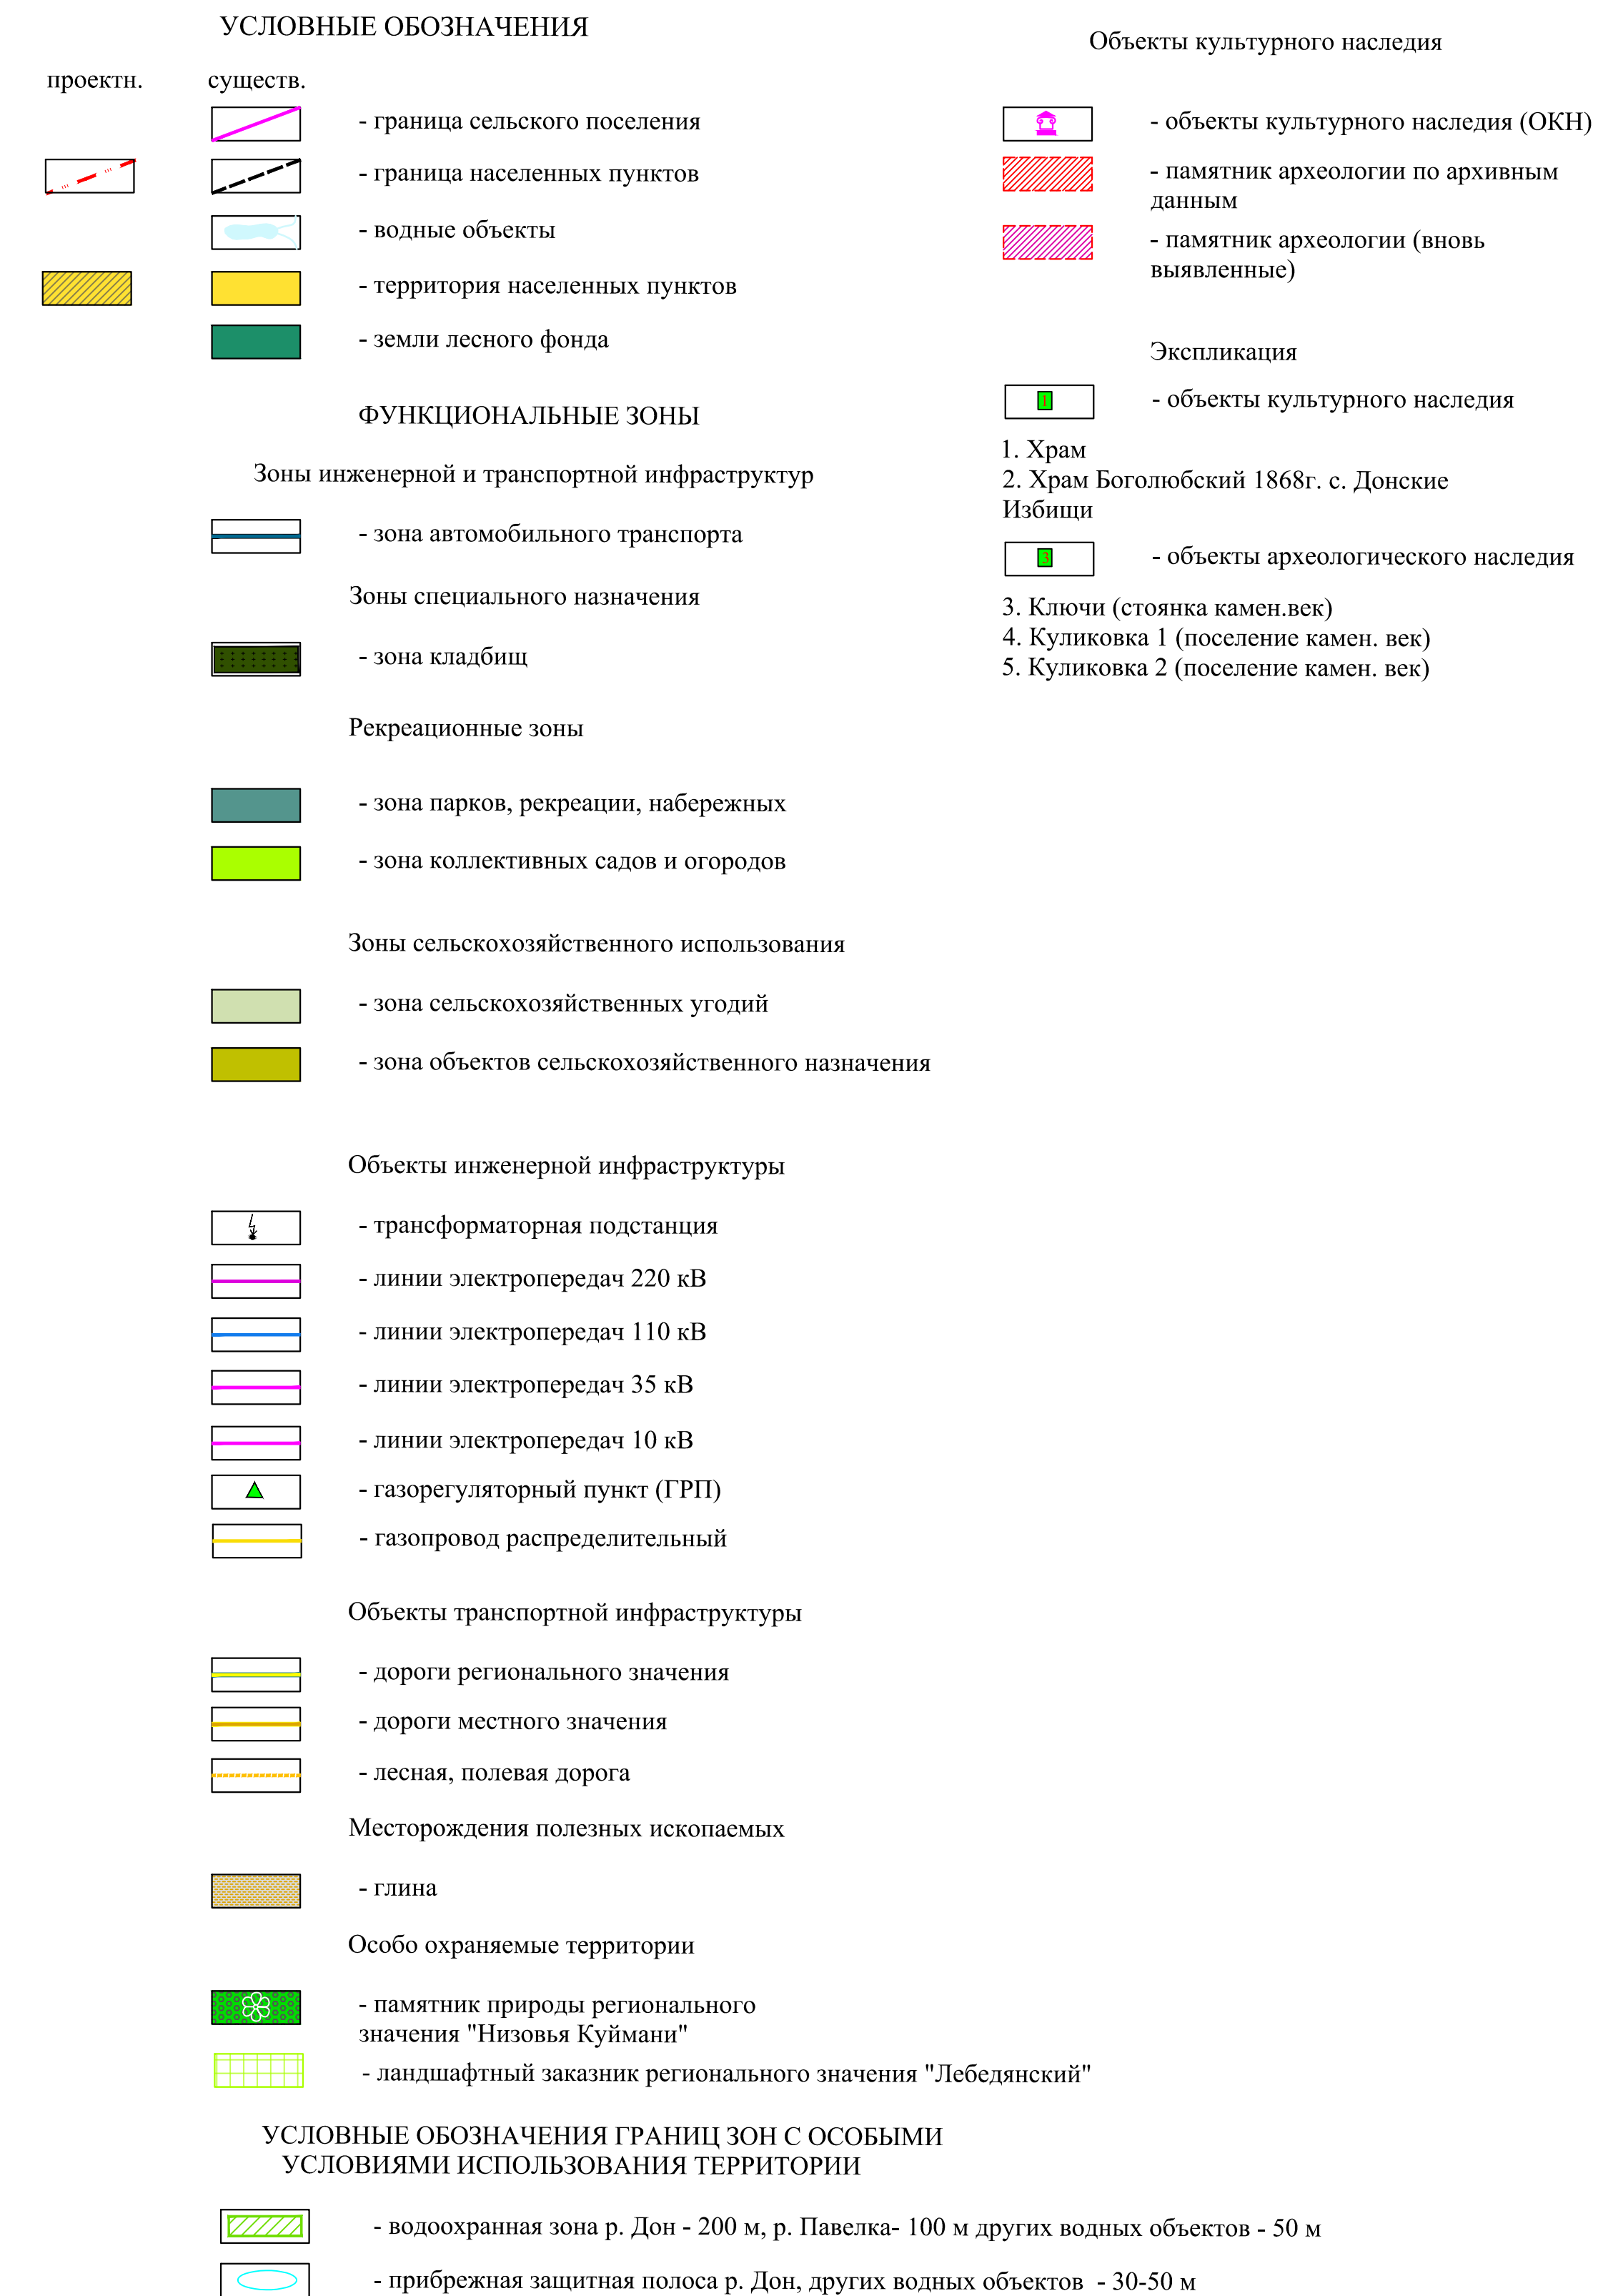 УСЛОВНЫЕ ОБОЗНАЧЕНИЯ
проектн. существ.
- граница сельского поселения
- граница населенных пунктов
- водные объекты
- территория населенных пунктов
- земли лесного фонда
ФУНКЦИОНАЛЬНЫЕ ЗОНЫ
Зоны инженерной и транспортной инфраструктур
- зона автомобильного транспорта
Зоны специального назначения
- зона кладбищ
Рекреационные зоны
- зона парков, рекреации, набережных
- зона коллективных садов и огородов
Зоны сельскохозяйственного использования
- зона сельскохозяйственных угодий
- зона объектов сельскохозяйственного назначения
Объекты инженерной инфраструктуры
- трансформаторная подстанция
- линии электропередач 220 кВ
- линии электропередач 110 кВ
- линии электропередач 35 кВ
- линии электропередач 10 кВ
- газорегуляторный пункт (ГРП)
- газопровод распределительный
Объекты транспортной инфраструктуры
- дороги регионального значения
- дороги местного значения
- лесная, полевая дорога
Месторождения полезных ископаемых
- глина
Особо охраняемые территории
- памятник природы регионального
значения "Низовья Куймани"
- ландшафтный заказник регионального значения "Лебедянский"
УСЛОВНЫЕ ОБОЗНАЧЕНИЯ ГРАНИЦ ЗОН С ОСОБЫМИ
УСЛОВИЯМИ ИСПОЛЬЗОВАНИЯ ТЕРРИТОРИИ
- водоохранная зона р. Дон - 200 м, р. Павелка- 100 м других водных объектов - 50 м
- прибрежная защитная полоса р. Дон, других водных объектов - 30-50 м
Объекты культурного наследия
- объекты культурного наследия (ОКН)
- памятник археологии по архивным
данным
- памятник археологии (вновь
выявленные)
Экспликация
1 - объекты культурного наследия
1. Храм
2. Храм Боголюбский 1868г. с. Донские
Избищи
3 - объекты археологического наследия
3. Ключи (стоянка камен.век)
4. Куликовка 1 (поселение камен. век)
5. Куликовка 2 (поселение камен. век)